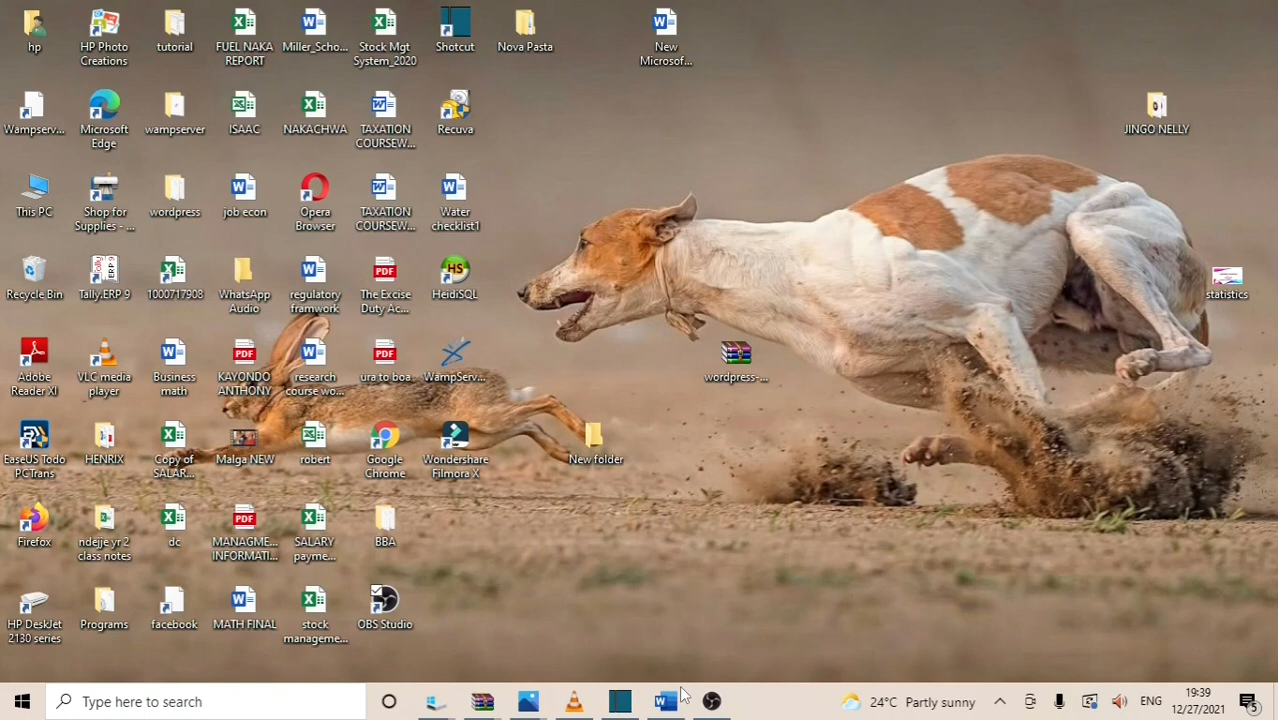 hp
HP Photo
Creations
tutorial
FUEL NAKA
REPORT
Miller_Scho...
Stock Mgt
System_2020
Shotcut
Nova Pasta
New
Microsof...
Wampserv...
Microsoft
Edge
wampserver
ISAAC
NAKACHWA
TAXATION
COURSEW...
Recuva
JINGO NELLY
This PC
Shop for
Supplies - ...
wordpress
job econ
Opera
Browser
TAXATION
COURSEW...
Water
checklist1
Recycle Bin
Tally.ERP 9
1000717908
WhatsApp
Audio
regulatory
framwork
The Excise
Duty Ac...
HeidiSQL
statistics
Adobe
Reader XI
VLC media
player
Business
math
KAYONDO
ANTHONY
research
course wo...
ura to boa...
WampServ...
wordpress-...
EaseUS Todo
PCTrans
HENRIX
Copy of
SALAR...
Malga NEW
robert
Google
Chrome
Wondershare
Filmora X
New folder
Firefox
ndejje yr 2
class notes
dc
MANAGME...
INFORMATI...
SALARY
payme...
BBA
HP DeskJet
2130 series
Programs
facebook
MATH FINAL
stock
manageme...
OBS Studio
Type here to search
24°C Partly sunny
ENG
19:39
12/27/2021
5